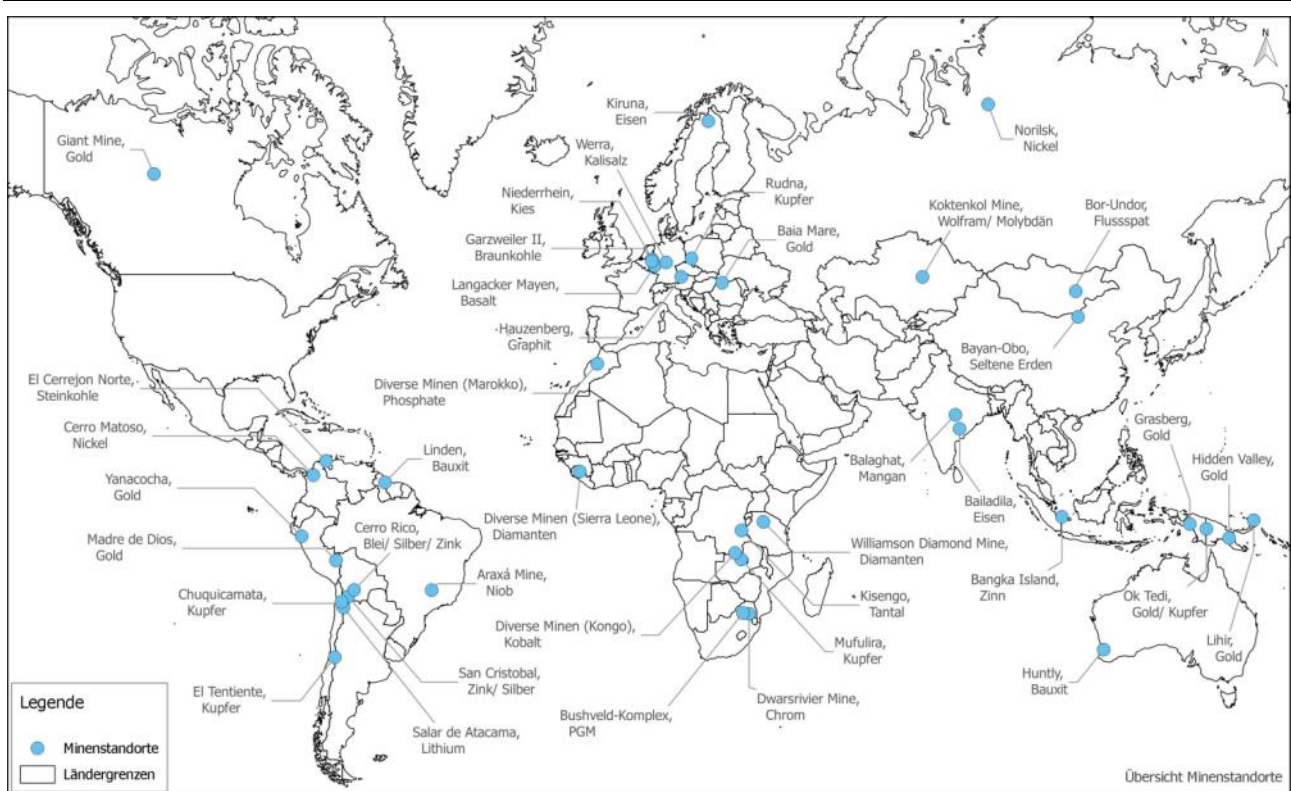 N
Kiruna,
Eisen
Norilsk,
Nickel
Giant Mine,
Gold
Werra,
Kalisalz
Rudna,
Kupfer
Niederrhein,
Kies
Koktenkol Mine,
Wolfram/ Molybdän
Bor-Undor,
Flussspat
Baia Mare,
Gold
Garzweiler II,
Braunkohle
Langacker Mayen,
Basalt
Hauzenberg,
Graphit
Bayan-Obo,
Seltene Erden
El Cerrejon Norte,
Steinkohle
Diverse Minen (Marokko),
Phosphate
Cerro Matoso,
Nickel
Linden,
Bauxit
Grasberg,
Gold
Hidden Valley,
Gold
Balaghat,
Mangan
Yanacocha,
Gold
Bailadila,
Eisen
Diverse Minen (Sierra Leone),
Diamanten
Cerro Rico,
Blei/ Silber/ Zink
Madre de Dios,
Gold
Williamson Diamond Mine,
Diamanten
Araxá Mine,
Niob
Bangka Island,
Zinn
Chuquicamata,
Kupfer
Kisengo,
Tantal
Ok Tedi,
Gold/ Kupfer
Diverse Minen (Kongo),
Kobalt
Mufulira,
Kupfer
Lihir,
Gold
San Cristobal,
Zink/ Silber
Huntly,
Bauxit
El Tentiente,
Kupfer
Dwarsrivier Mine,
Chrom
Bushveld-Komplex,
PGM
Salar de Atacama,
Lithium
Legende
Minenstandorte
Ländergrenzen
Übersicht Minenstandorte